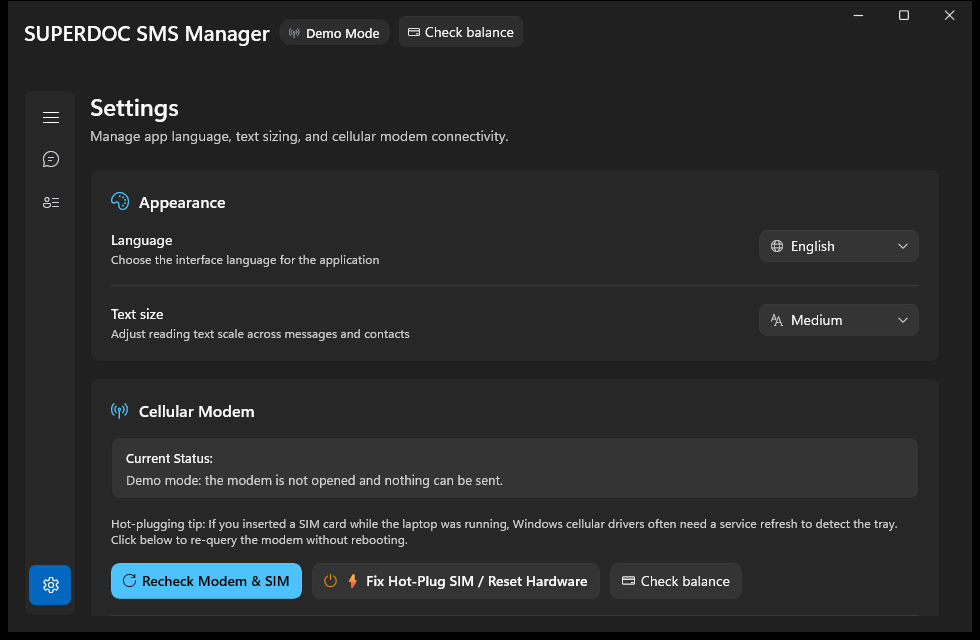 SUPERDOC SMS Manager
Demo Mode
Check balance
Settings
Manage app language, text sizing, and cellular modem connectivity.
Appearance
Language
Choose the interface language for the application
English
Text size
Adjust reading text scale across messages and contacts
Medium
Cellular Modem
Current Status:
Demo mode: the modem is not opened and nothing can be sent.
Hot-plugging tip: If you inserted a SIM card while the laptop was running, Windows cellular drivers often need a service refresh to detect the tray.
Click below to re-query the modem without rebooting.
Recheck Modem & SIM
Fix Hot-Plug SIM / Reset Hardware
Check balance